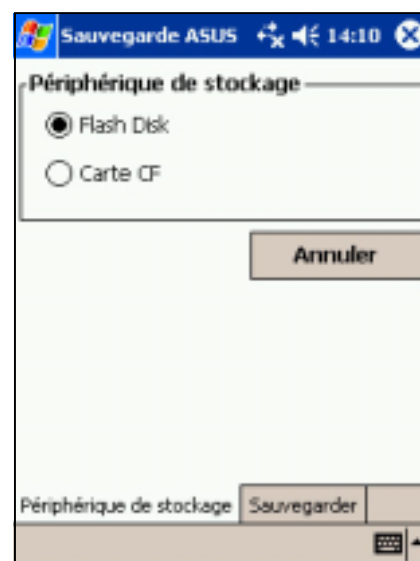 Sauvegarde ASUS 14:10
Périphérique de stockage
Flash Disk
Carte CF
Annuler
Périphérique de stockage Sauvegarder